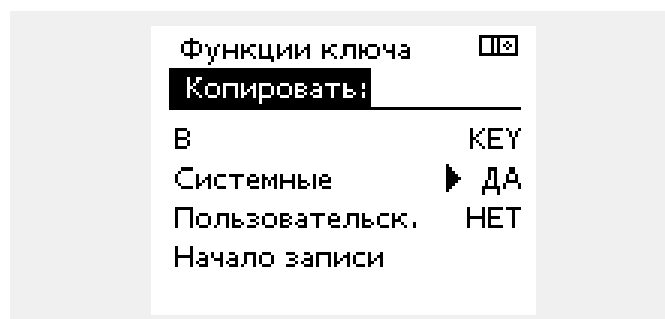 Функции ключа
Копировать:
В KEY
Системные ДА
Пользовательск. НЕТ
Начало записи